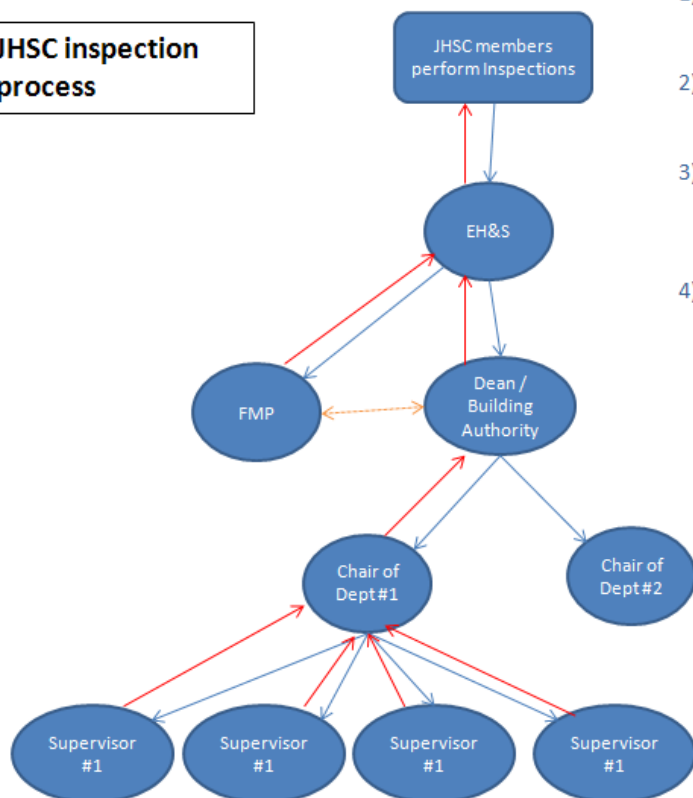 JHSC inspection
process
JHSC members
perform Inspections
2)
3)
EH&S
4)
FMP
Dean /
Building
Authority
Chair of
Dept #1
Chair of
Dept #2
Supervisor
#1
Supervisor
#1
Supervisor
#1
Supervisor
#1